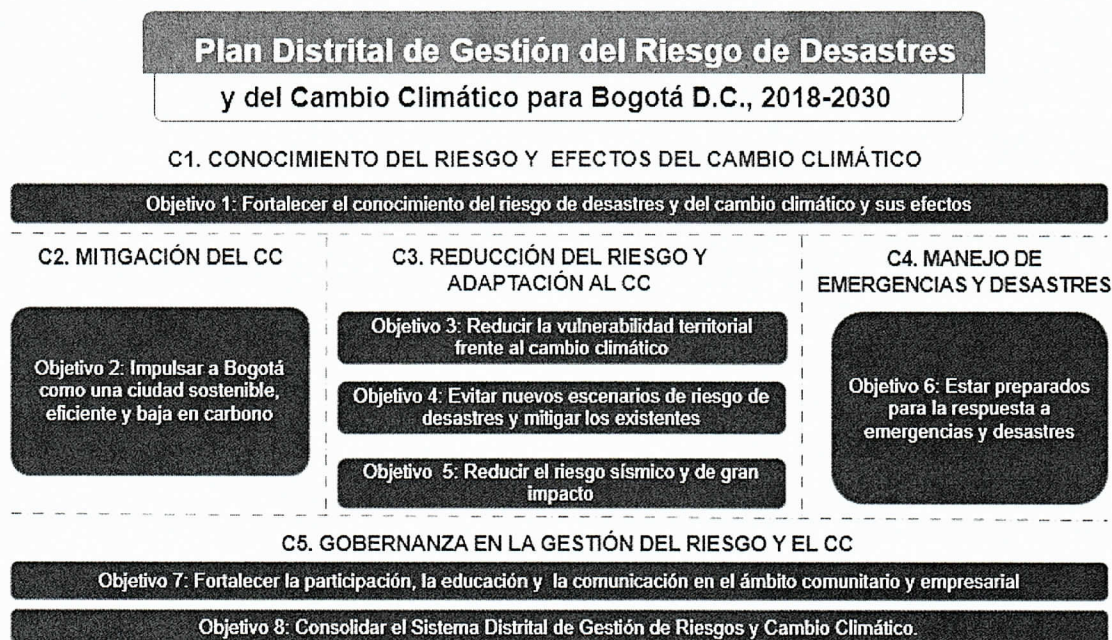 Plan Distrital de Gestión del Riesgo de Desastres
y del Cambio Climático para Bogotá D.C., 2018-2030
C1. CONOCIMIENTO DEL RIESGO Y EFECTOS DEL CAMBIO CLIMÁTICO
Objetivo 1: Fortalecer el conocimiento del riesgo de desastres y del cambio climático y sus efectos
C2. MITIGACIÓN DEL CC
Objetivo 2: Impulsar a Bogotá
como una ciudad sostenible,
eficiente y baja en carbono
C3. REDUCCIÓN DEL RIESGO Y
ADAPTACIÓN AL CC
Objetivo 3: Reducir la vulnerabilidad territorial
frente al cambio climático
Objetivo 4: Evitar nuevos escenarios de riesgo de
desastres y mitigar los existentes
Objetivo 5: Reducir el riesgo sísmico y de gran
impacto
C4. MANEJO DE
EMERGENCIAS Y DESASTRES
Objetivo 6: Estar preparados
para la respuesta a
emergencias y desastres
C5. GOBERNANZA EN LA GESTIÓN DEL RIESGO Y EL CC
Objetivo 7: Fortalecer la participación, la educación y la comunicación en el ámbito comunitario y empresarial
Objetivo 8: Consolidar el Sistema Distrital de Gestión de Riesgos y Cambio Climático.